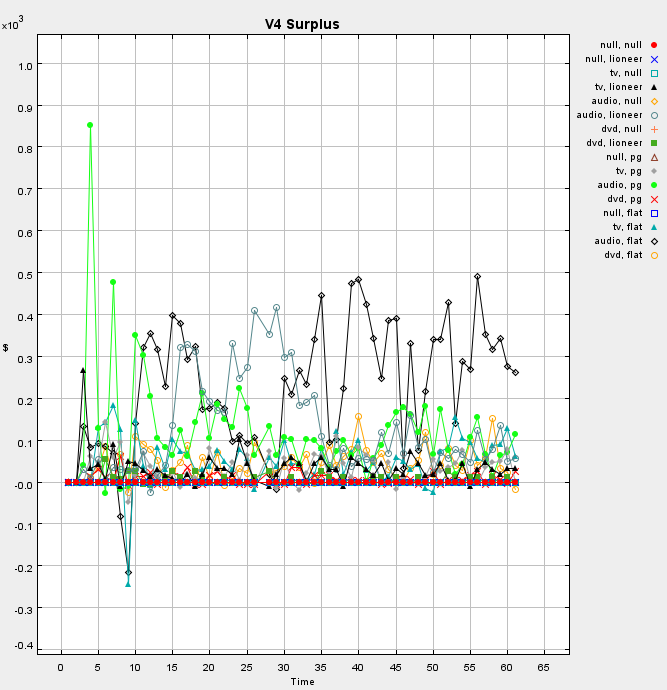 V4 Surplus
x10³
1.0
0.9
0.8
0.7
0.6
0.5
0.4
0.3
0.2
0.1
-0.0
-0.1
-0.2
-0.3
-0.4
$
0 5 10 15 20 25 30 35 40 45 50 55 60 65
Time
null, null
null, lioneer
tv, null
tv, lioneer
audio, null
audio, lioneer
dvd, null
dvd, lioneer
null, pg
tv, pg
audio, pg
dvd, pg
null, flat
tv, flat
audio, flat
dvd, flat